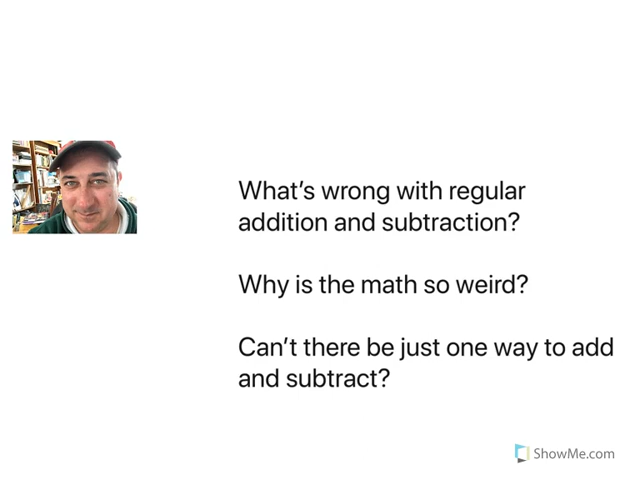 What's wrong with regular
addition and subtraction?
Why is the math so weird?
Can't there be just one way to add
and subtract?
ShowMe.com